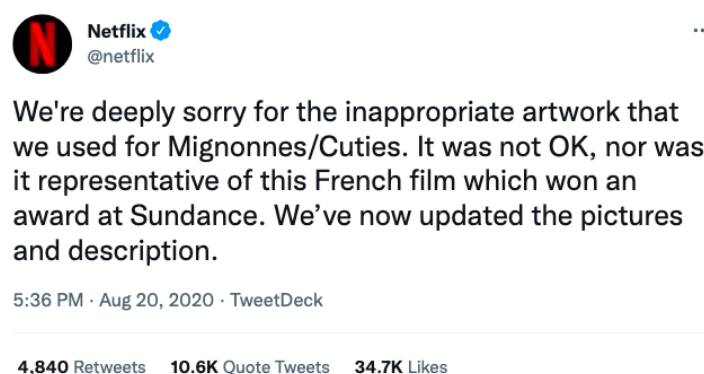 Netflix
@netflix
We're deeply sorry for the inappropriate artwork that
we used for Mignonnes/Cuties. It was not OK, nor was
it representative of this French film which won an
award at Sundance. We’ve now updated the pictures
and description.
5:36 PM · Aug 20, 2020 · TweetDeck
4,840 Retweets 10.6K Quote Tweets 34.7K Likes